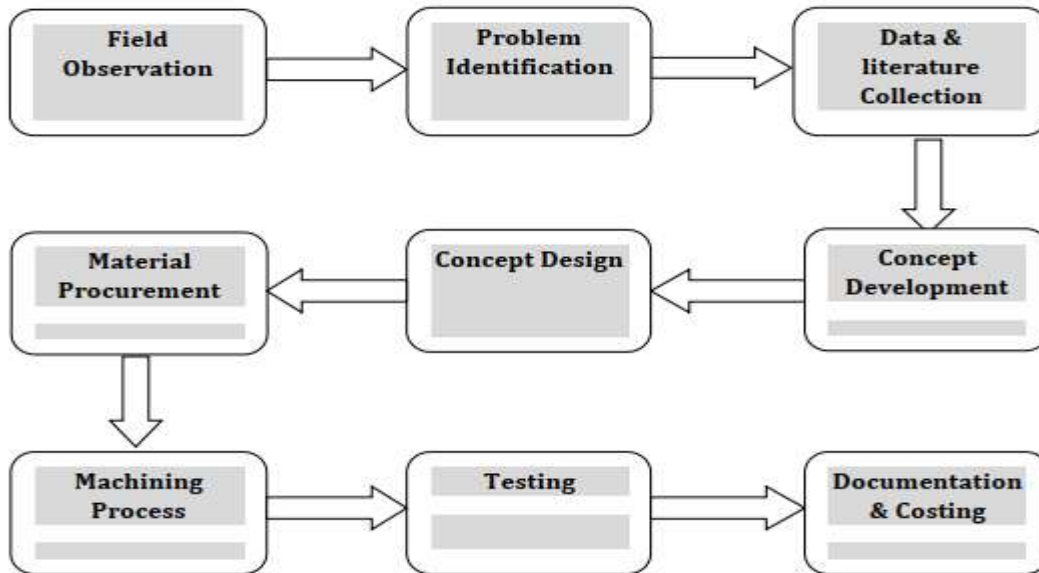 Field
Observation
Problem
Identification
Data &
literature
Collection
Concept
Development
Concept Design
Material
Procurement
Machining
Process
Testing
Documentation
& Costing